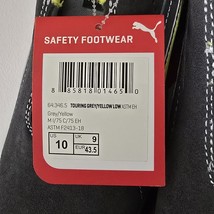 PUMA
SAFETY FOOTWEAR
8 85818 01465 0
64.346.5 TOURING GREY/YELLOW LOW ASTM EH
Grey/Yellow
M I/75 C/75 EH
ASTM F2413-18
US UK 9
10 EUR 43.5